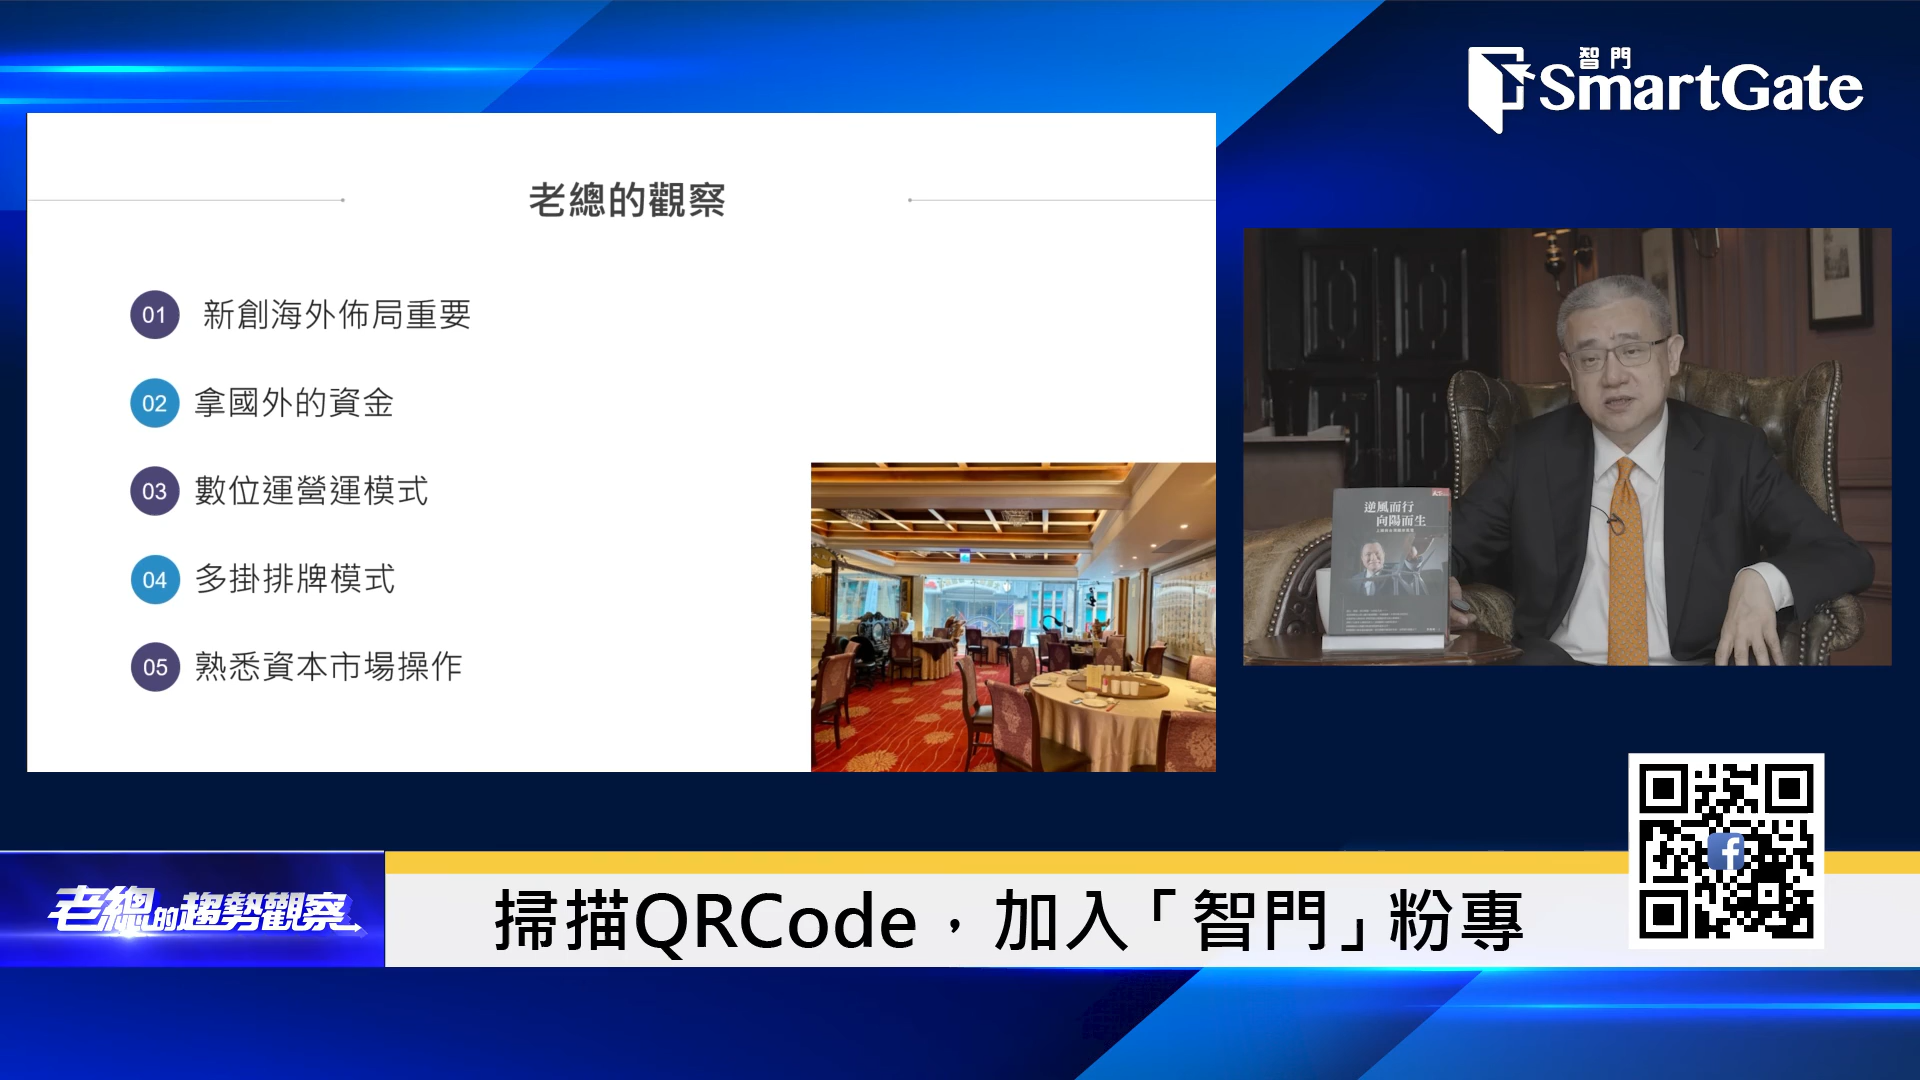 智門
SmartGate
老總的觀察
01 新創海外佈局重要
02 拿國外的資金
03 數位運營運模式
04 多掛排牌模式
05 熟悉資本市場操作
逆風而行
向陽而生
老總的趨勢觀察
掃描QRCode，加入「智門」粉專